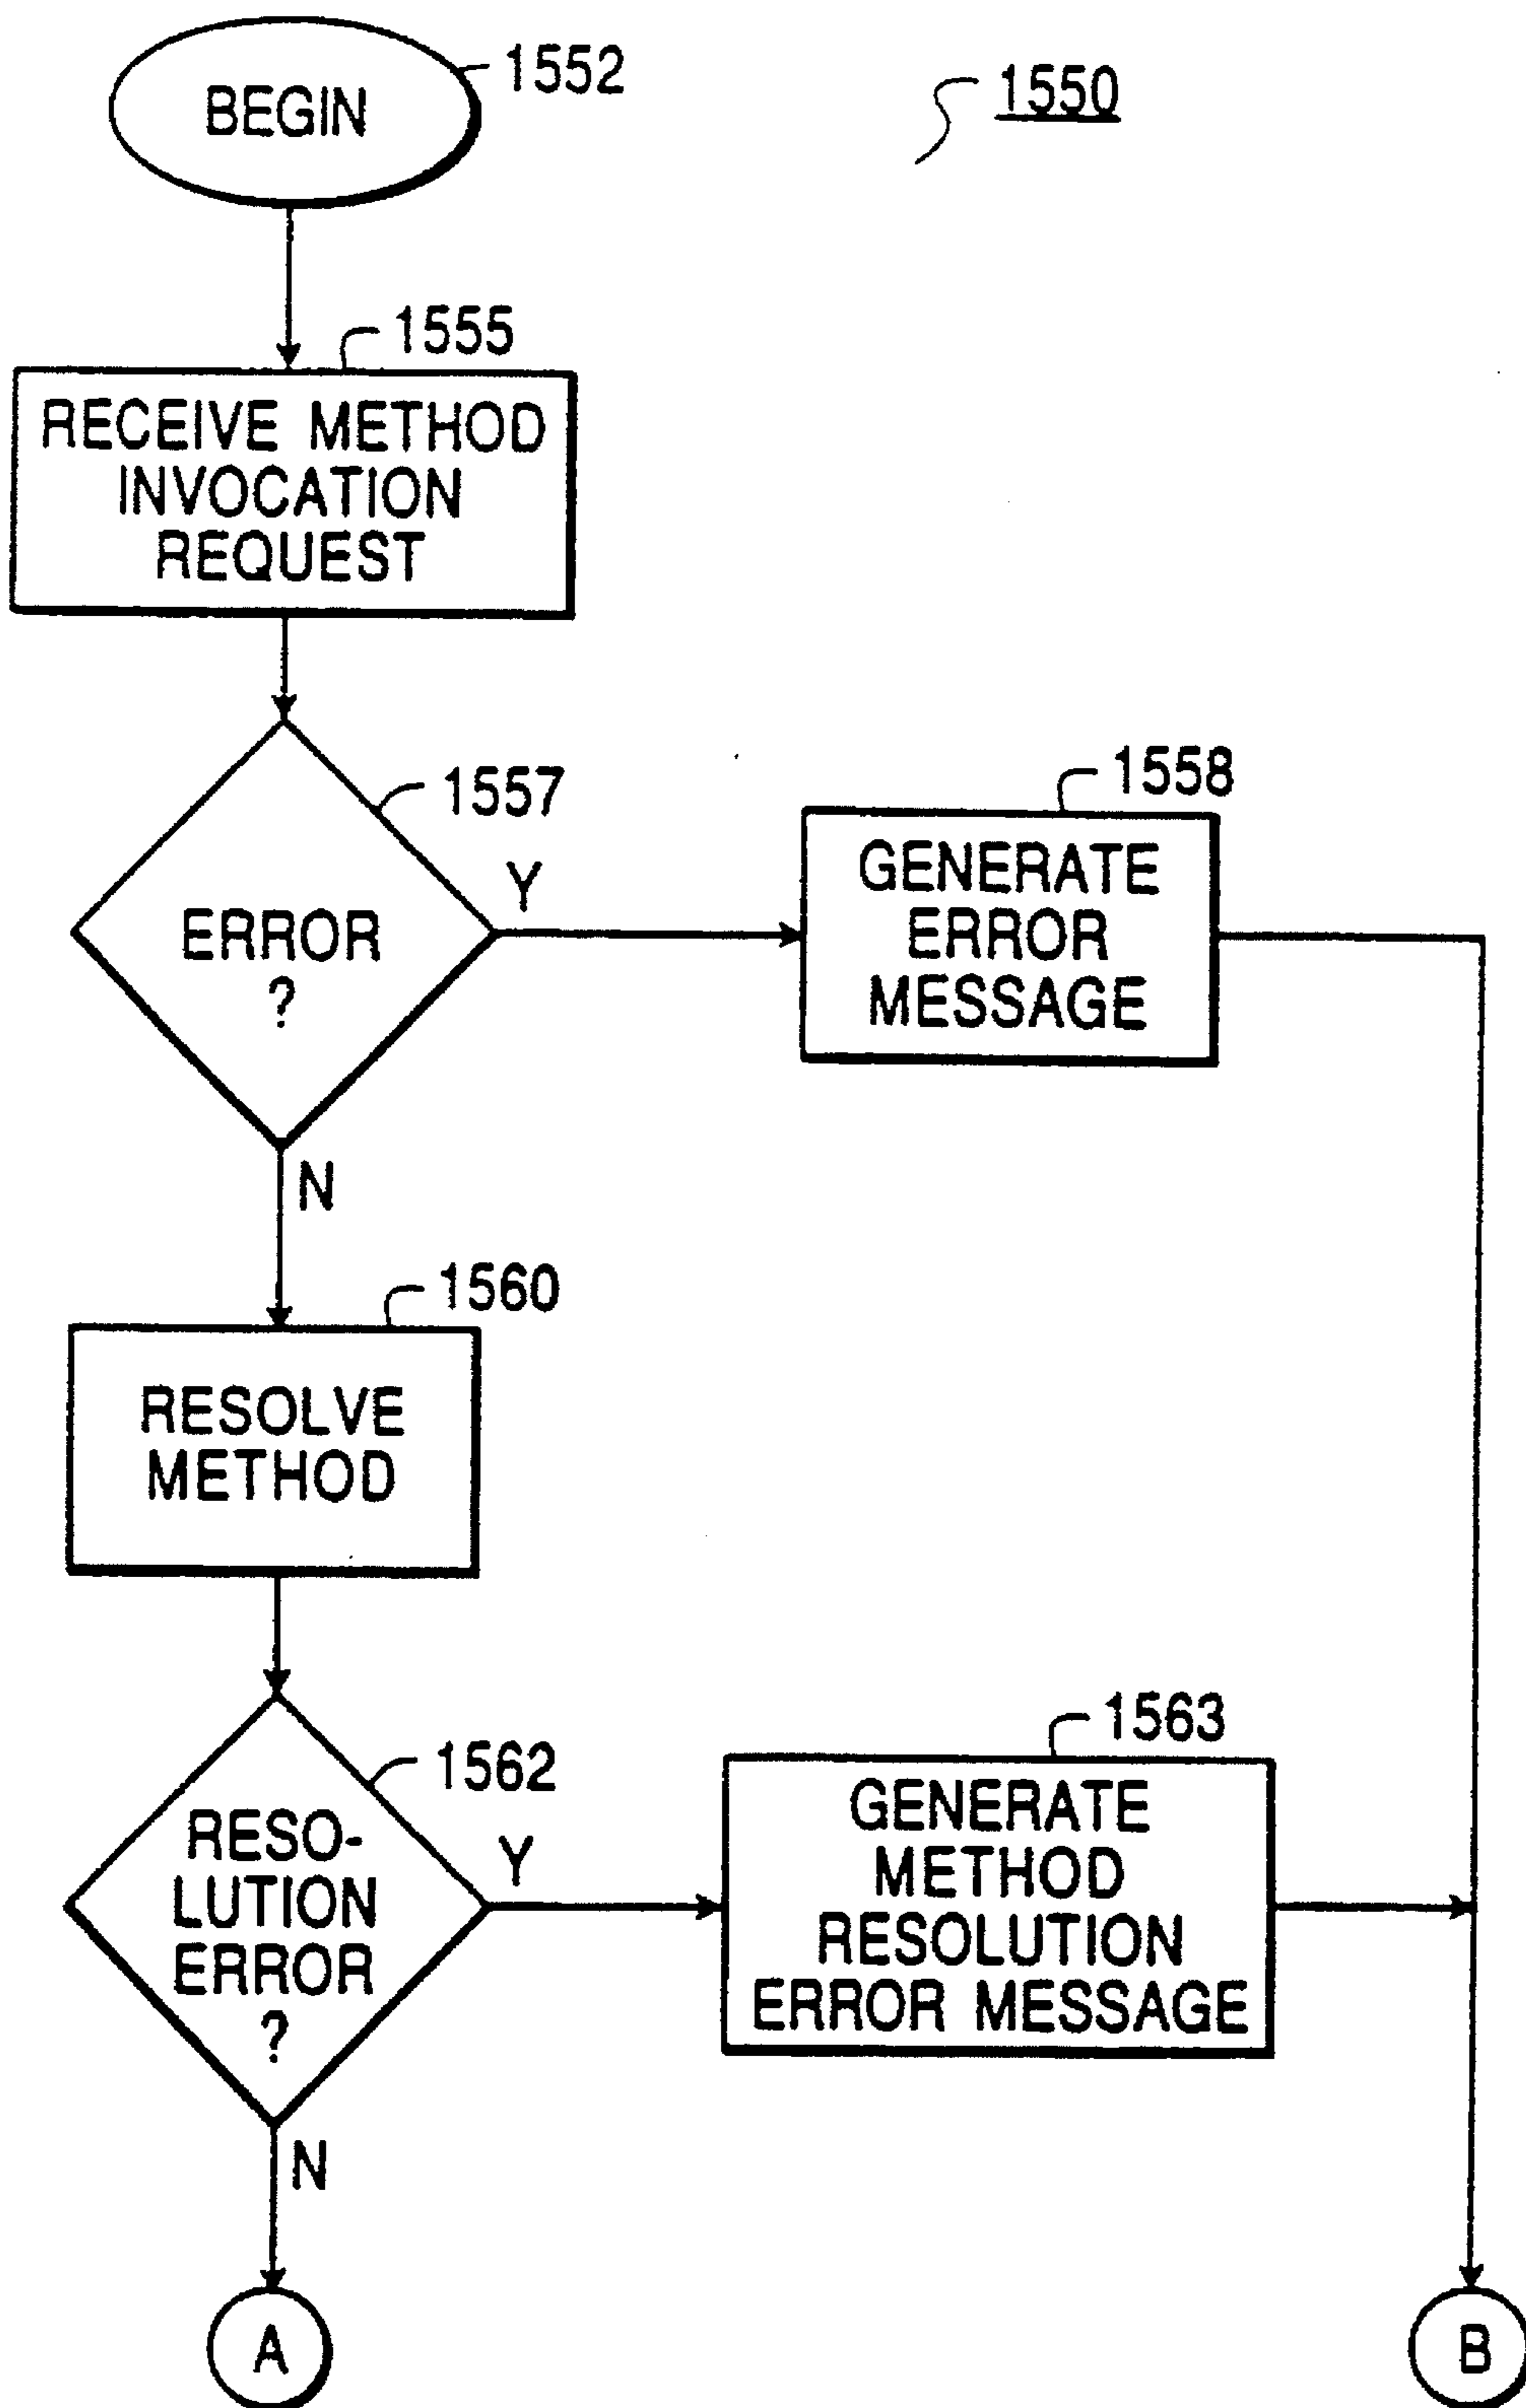 BEGIN
1552
1550
1555
RECEIVE METHOD
INVOCATION
REQUEST
1557
ERROR
?
Y
N
1558
GENERATE
ERROR
MESSAGE
1560
RESOLVE
METHOD
1562
RESO-
LUTION
ERROR
?
Y
N
1563
GENERATE
METHOD
RESOLUTION
ERROR MESSAGE
A
B